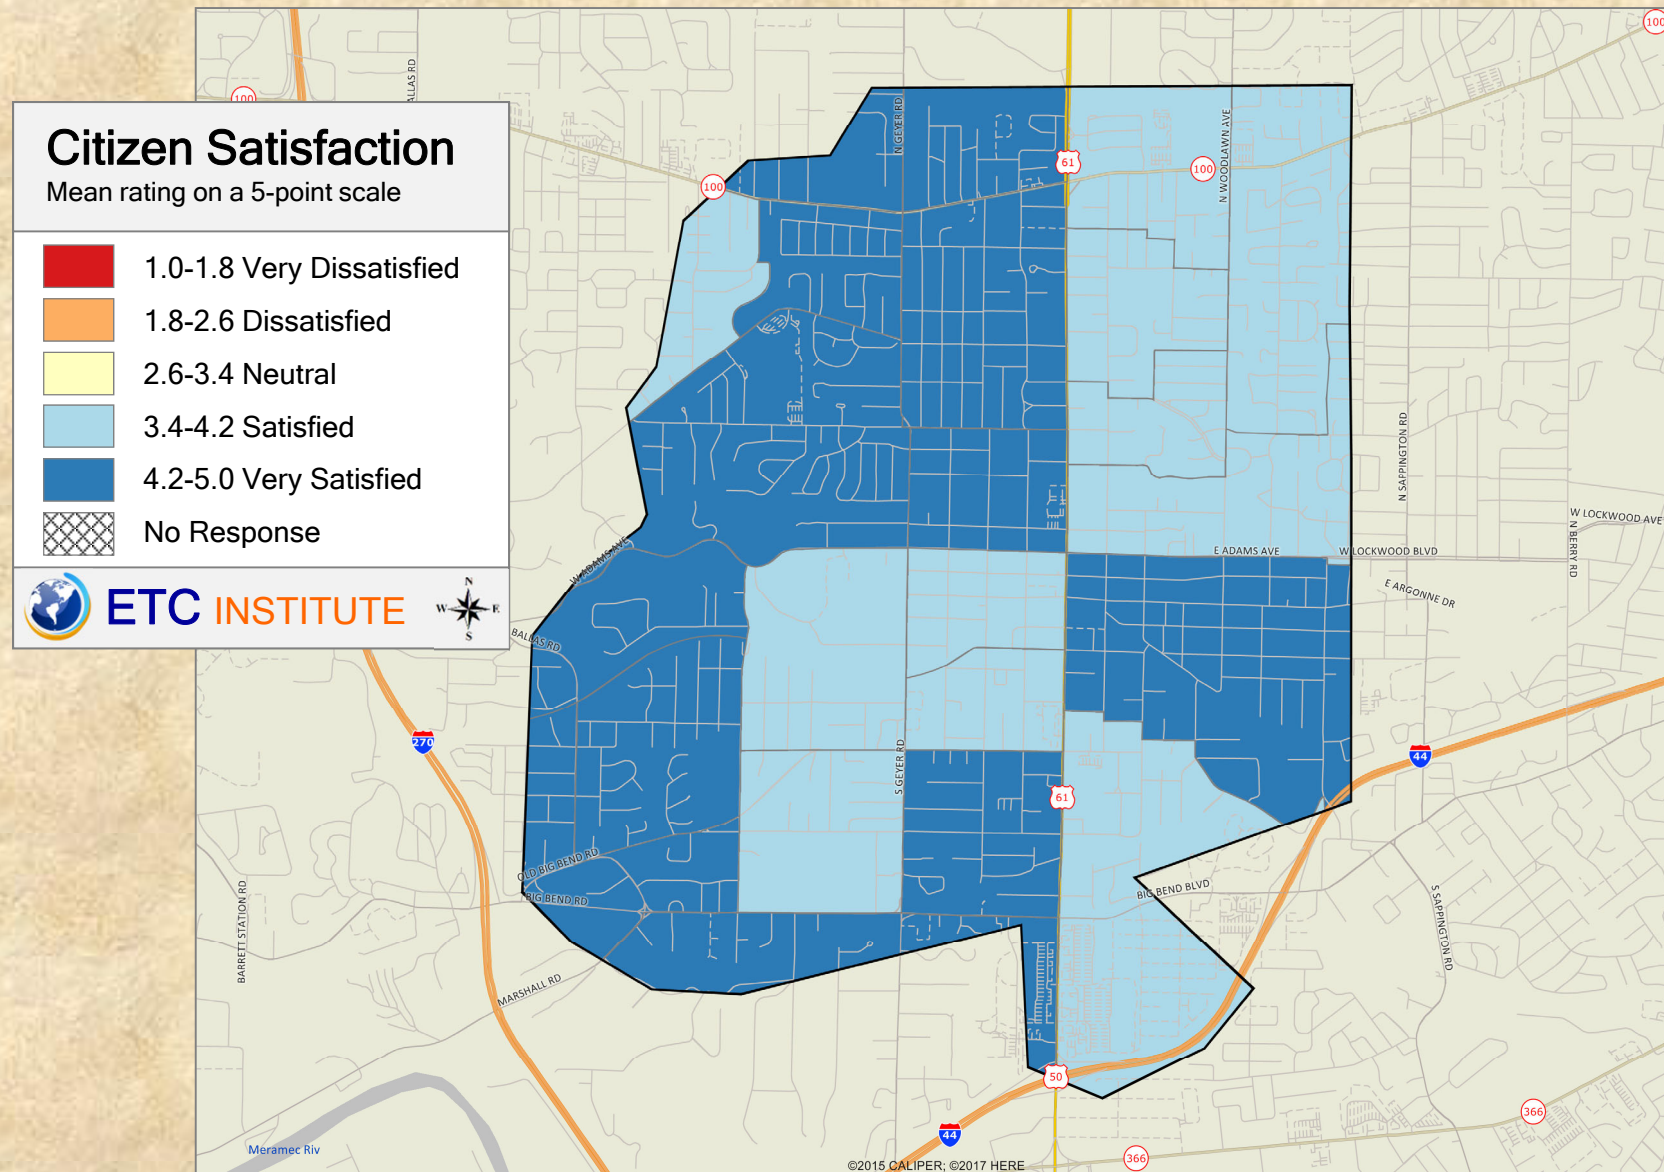 Citizen Satisfaction
Mean rating on a 5-point scale
1.0-1.8 Very Dissatisfied
1.8-2.6 Dissatisfied
2.6-3.4 Neutral
3.4-4.2 Satisfied
4.2-5.0 Very Satisfied
No Response
ETC INSTITUTE
N
W E
S
100
100
ALLAS RD
N GEYER RD
61
100
N WOODLAWN AVE
100
N SAPPINGTON RD
W LOCKWOOD AVE
N BERRY RD
E ADAMS AVE
W LOCKWOOD BLVD
E ARGONNE DR
W ADAMS AVE
BALLAS RD
270
S GEYER RD
61
44
OLD BIG BEND RD
BIG BEND RD
BIG BEND BLVD
BARRETT STATION RD
S SAPPINGTON RD
MARSHALL RD
50
44
366
366
Meramec Riv
©2015 CALIPER; ©2017 HERE